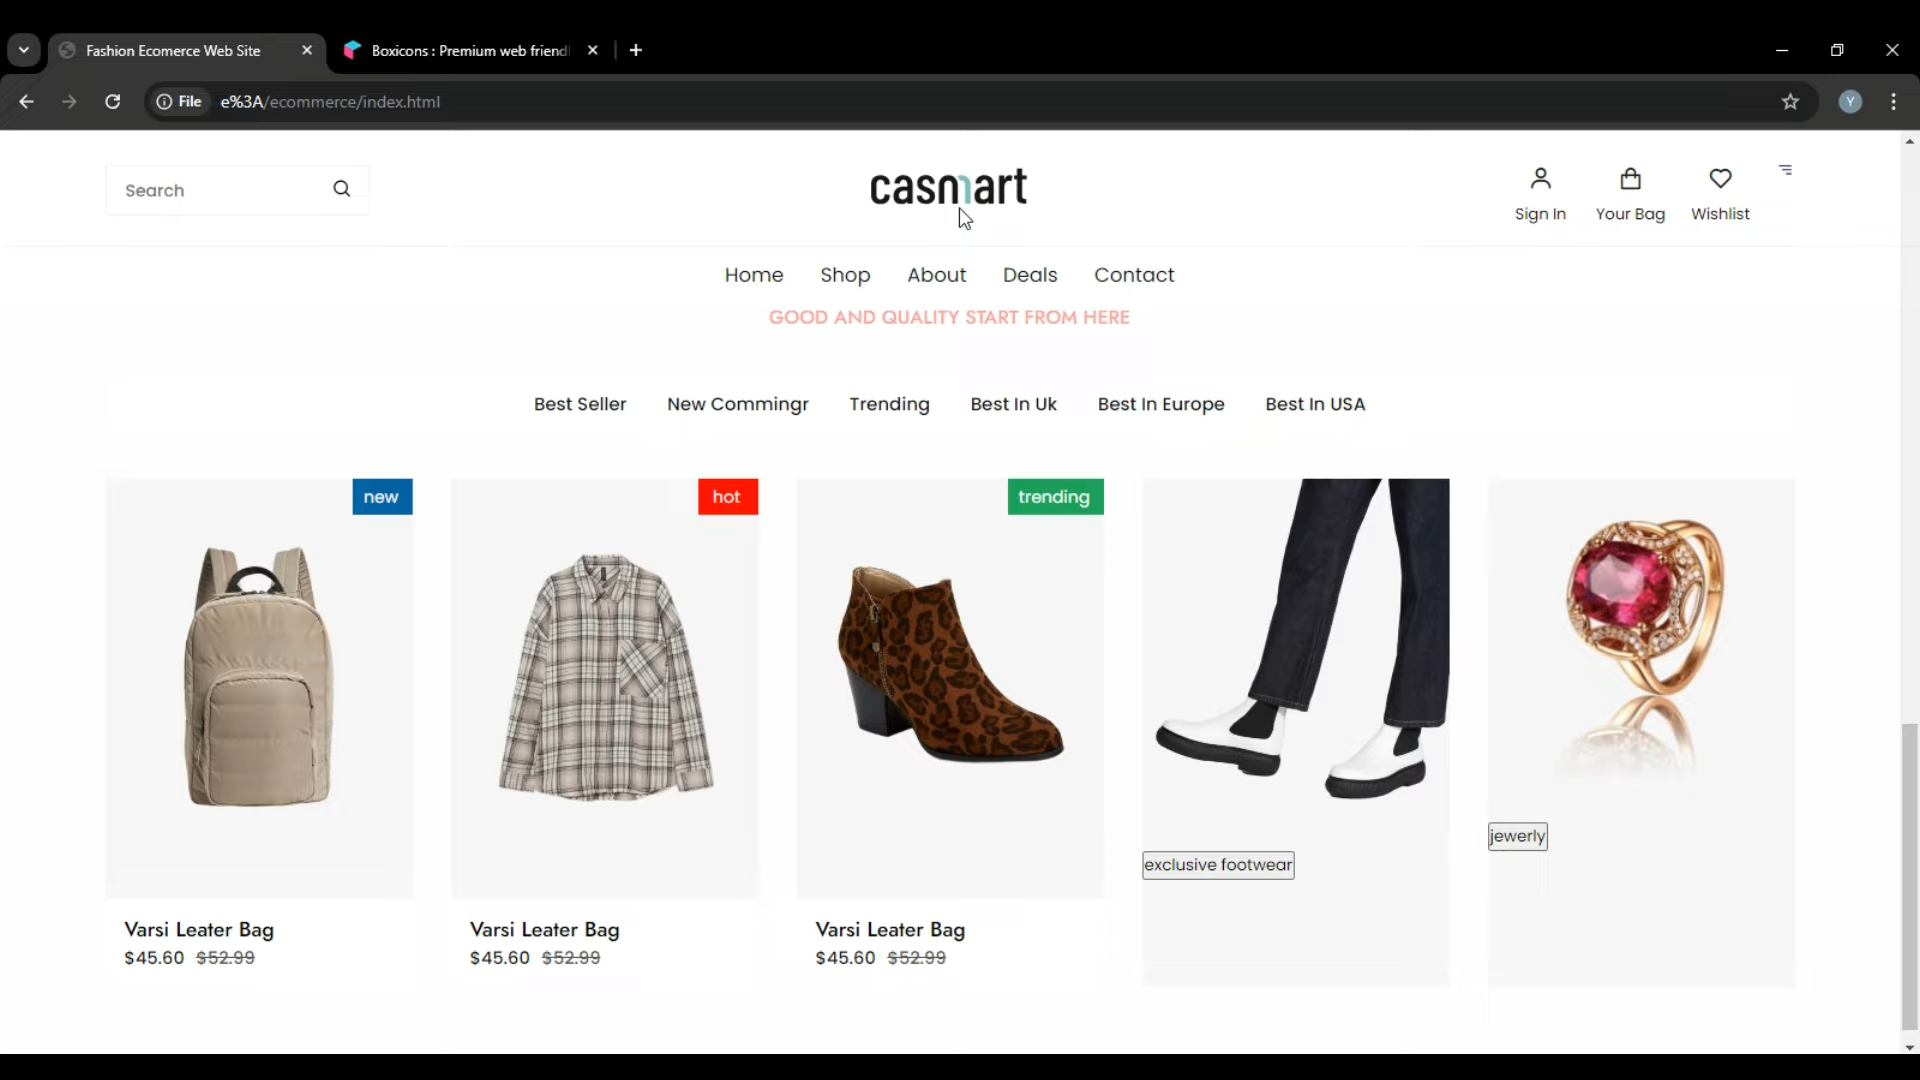 Fashion Ecomerce Web Site
Boxicons : Premium web friend
File e%3A/ecommerce/index.html
Y
Search
casmart
Sign In
Your Bag
Wishlist
Home Shop About Deals Contact
GOOD AND QUALITY START FROM HERE
Best Seller New Commingr Trending Best In Uk Best In Europe Best In USA
new
hot
trending
exclusive footwear
jewerly
Varsi Leater Bag
$45.60 $52.99
Varsi Leater Bag
$45.60 $52.99
Varsi Leater Bag
$45.60 $52.99